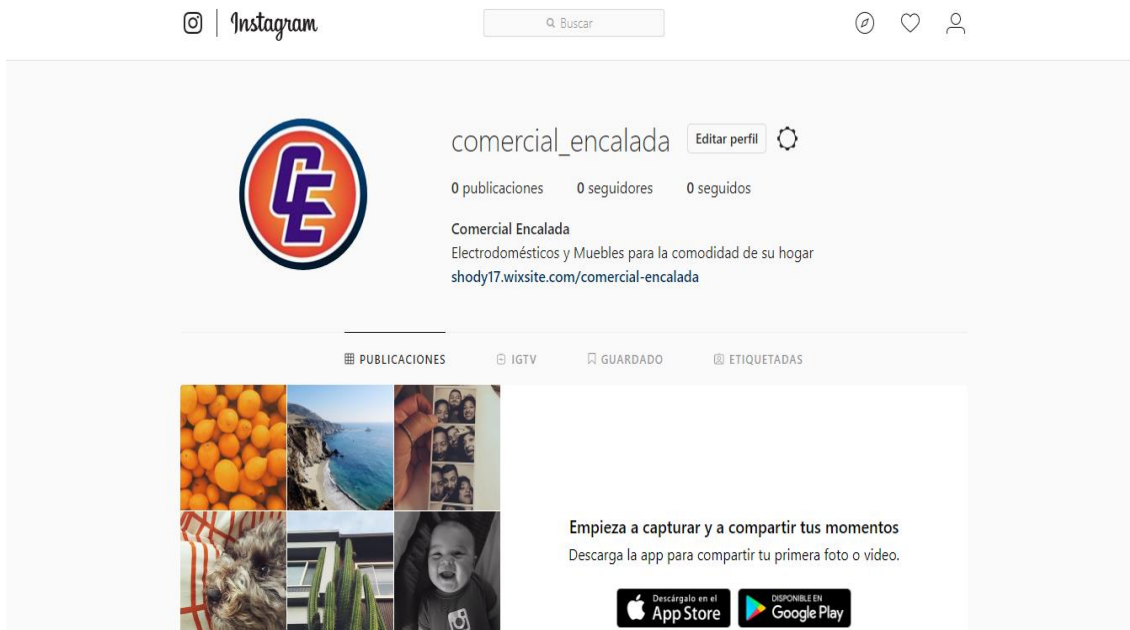 Instagram
Buscar
CE
comercial_encalada Editar perfil
0 publicaciones 0 seguidores 0 seguidos
Comercial Encalada
Electrodomésticos y Muebles para la comodidad de su hogar
shody17.wixsite.com/comercial-encalada
PUBLICACIONES IGTV GUARDADO ETIQUETADAS
Empieza a capturar y a compartir tus momentos
Descarga la app para compartir tu primera foto o video.
Descárgalo en el
App Store
DISPONIBLE EN
Google Play